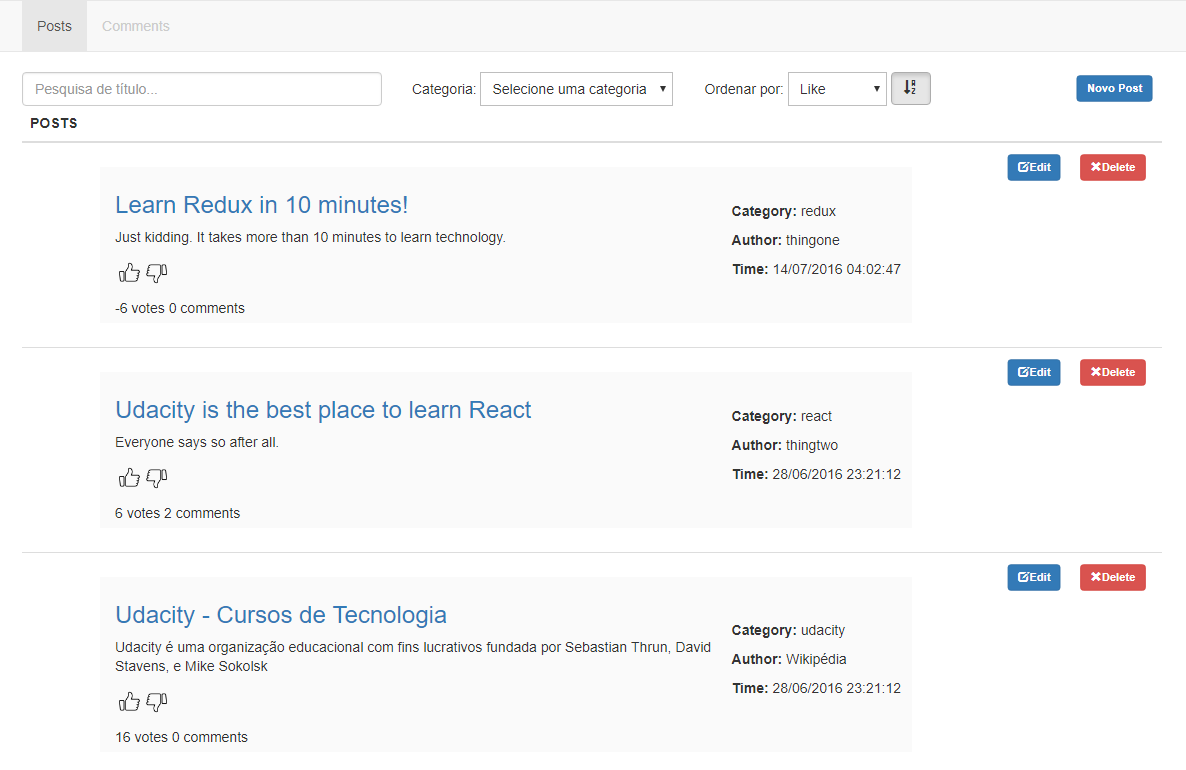 Posts Comments
Pesquisa de título... Categoria: Selecione uma categoria Ordenar por: Like Novo Post
POSTS
Edit Delete
Learn Redux in 10 minutes!
Just kidding. It takes more than 10 minutes to learn technology.
-6 votes 0 comments
Category: redux
Author: thingone
Time: 14/07/2016 04:02:47
Edit Delete
Udacity is the best place to learn React
Everyone says so after all.
6 votes 2 comments
Category: react
Author: thingtwo
Time: 28/06/2016 23:21:12
Edit Delete
Udacity - Cursos de Tecnologia
Udacity é uma organização educacional com fins lucrativos fundada por Sebastian Thrun, David
Stavens, e Mike Sokolsk
16 votes 0 comments
Category: udacity
Author: Wikipédia
Time: 28/06/2016 23:21:12